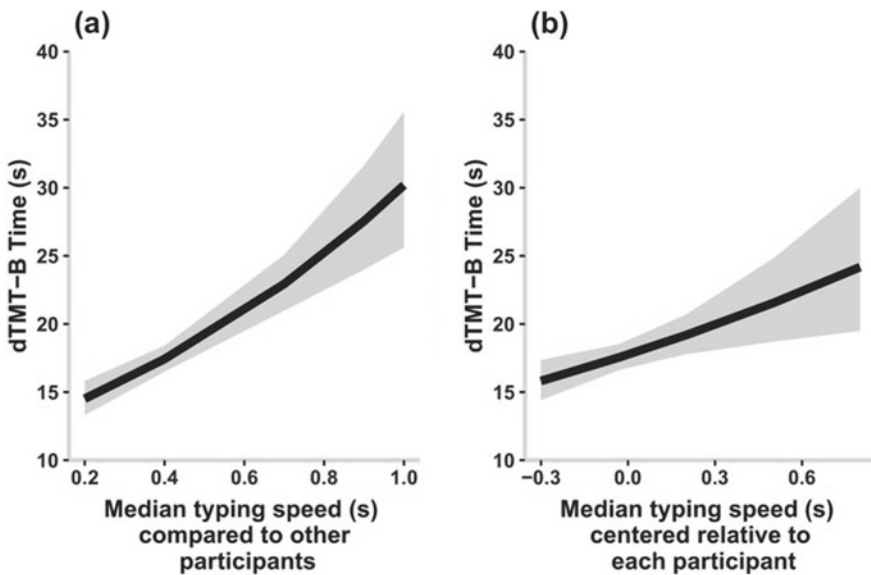 (a)
dTMT−B Time (s)
40
35
30
25
20
15
10
0.2 0.4 0.6 0.8 1.0
Median typing speed (s)
compared to other
participants
(b)
dTMT−B Time (s)
40
35
30
25
20
15
10
−0.3 0.0 0.3 0.6
Median typing speed (s)
centered relative to
each participant